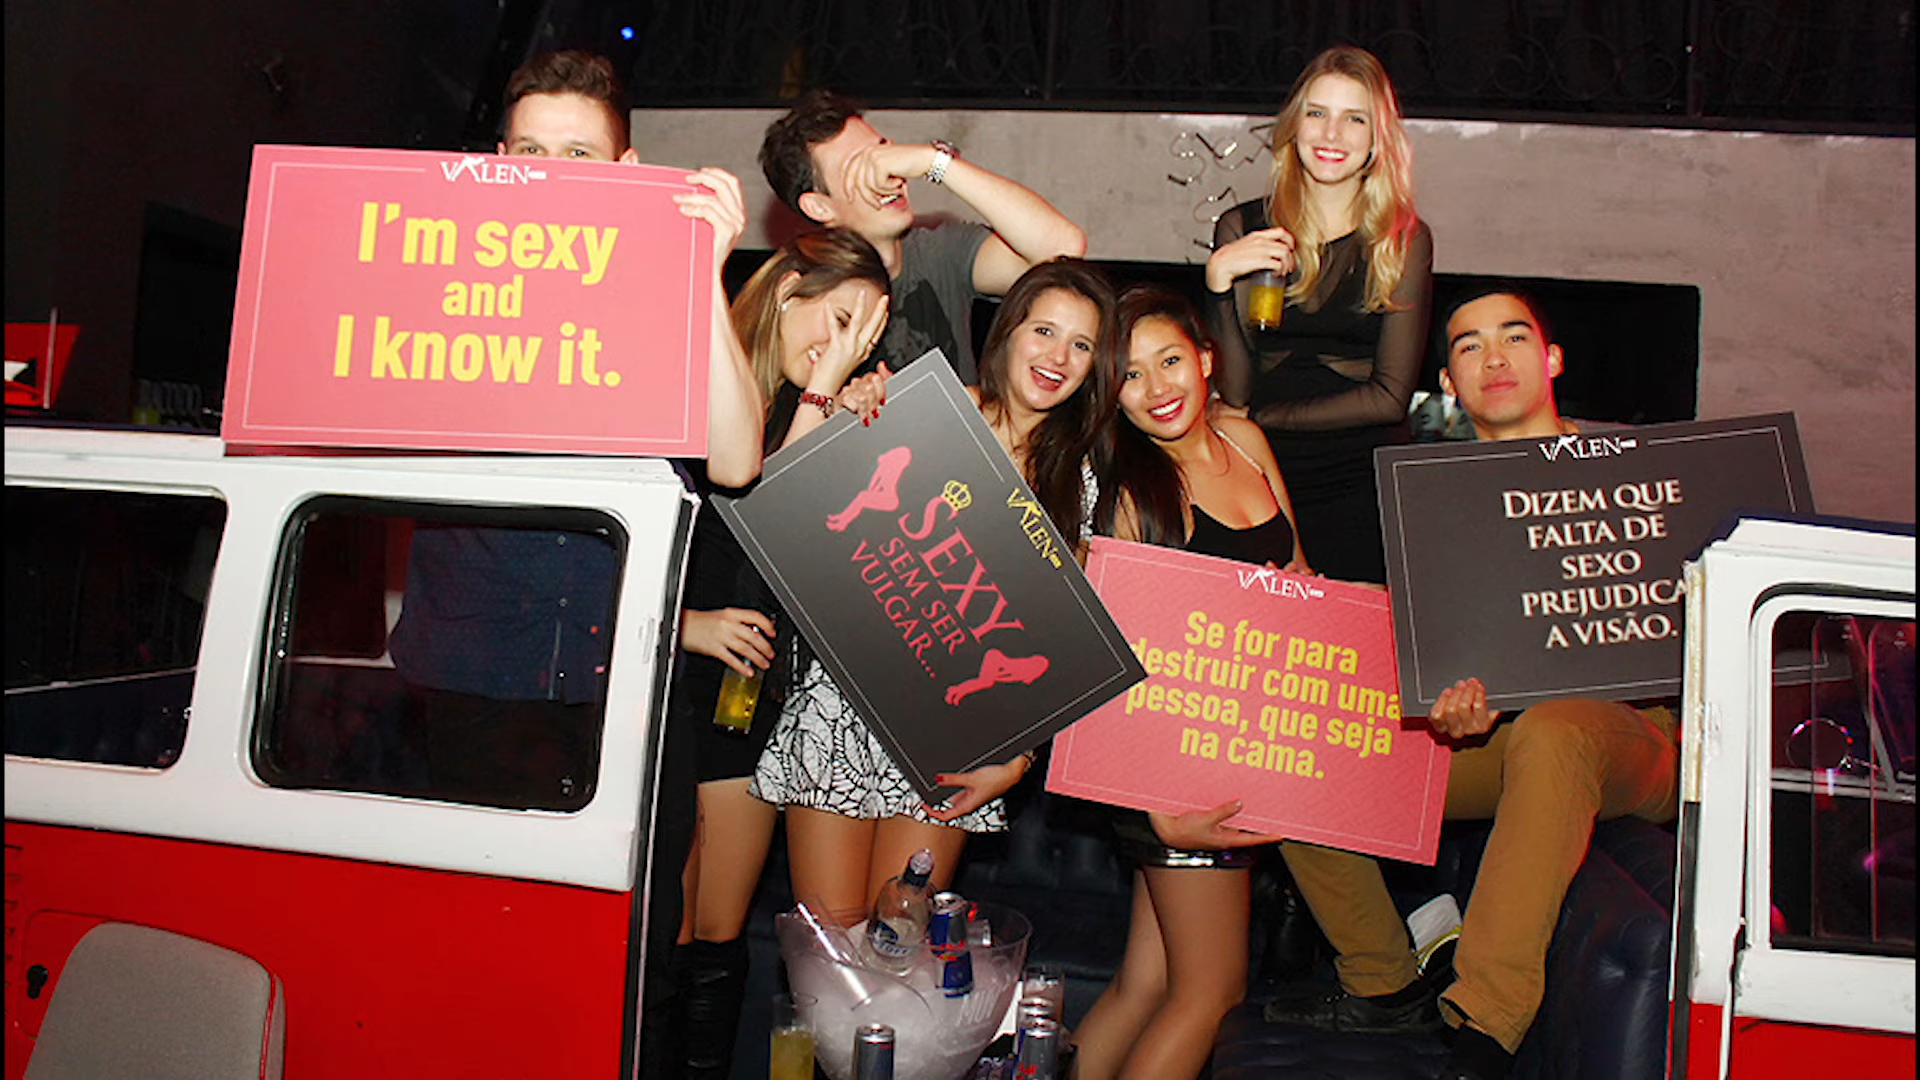 VALEN
I'm sexy
and
I know it.
VALEN
SEXY
SEM SER
VULGAR...
VALEN
Se for para
destruir com uma
pessoa, que seja
na cama.
VALEN
DIZEM QUE
FALTA DE
SEXO
PREJUDICA
A VISÃO.